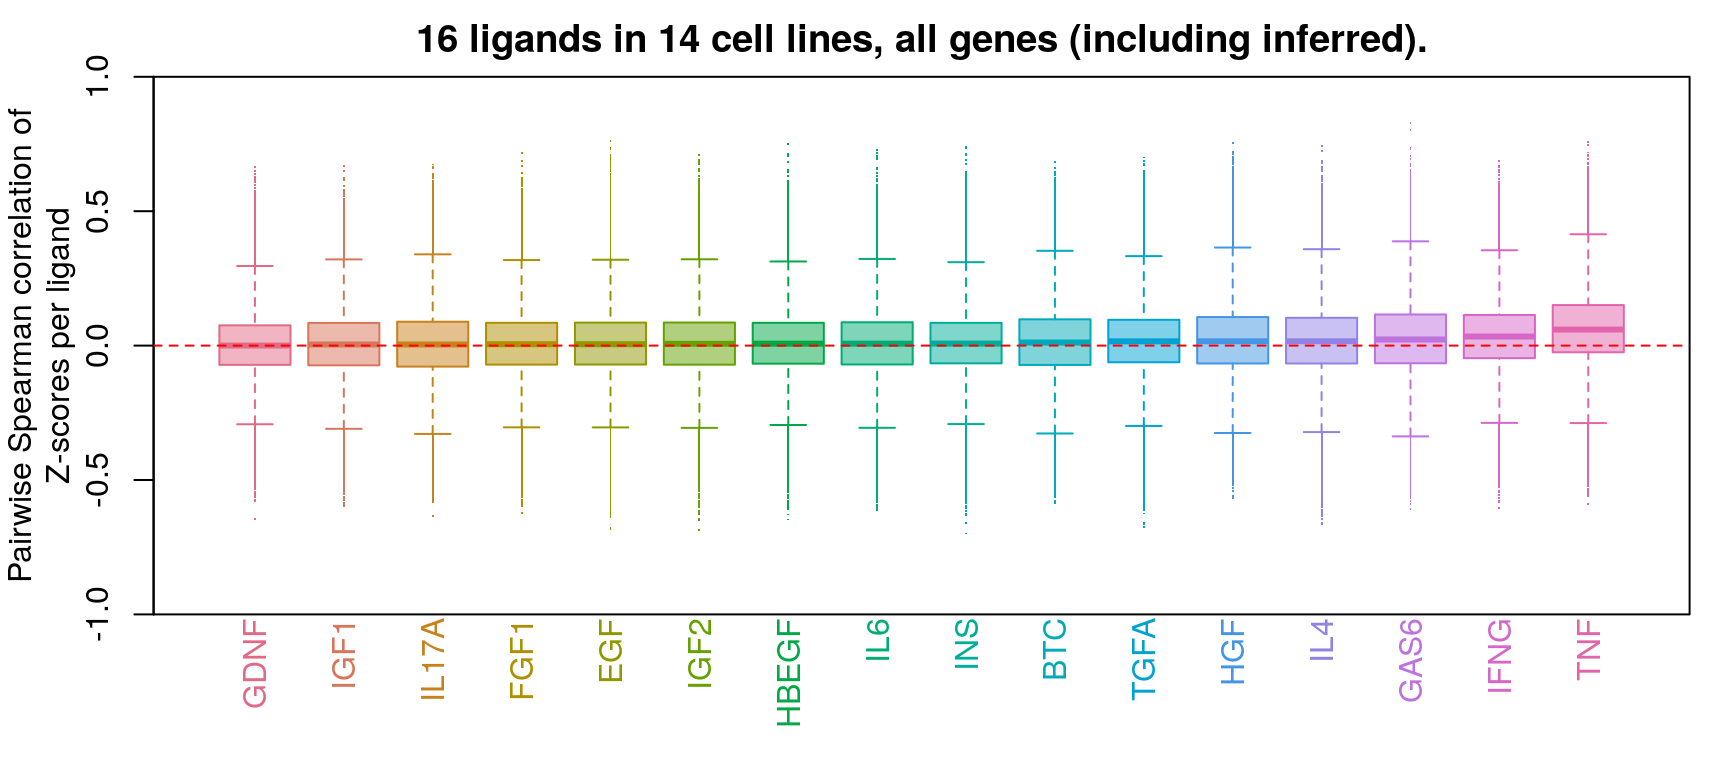 16 ligands in 14 cell lines, all genes (including inferred).
Pairwise Spearman correlation of
Z-scores per ligand
1.0
0.5
0.0
-0.5
-1.0
GDNF
IGF1
IL17A
FGF1
EGF
IGF2
HBEGF
IL6
INS
BTC
TGFA
HGF
IL4
GAS6
IFNG
TNF